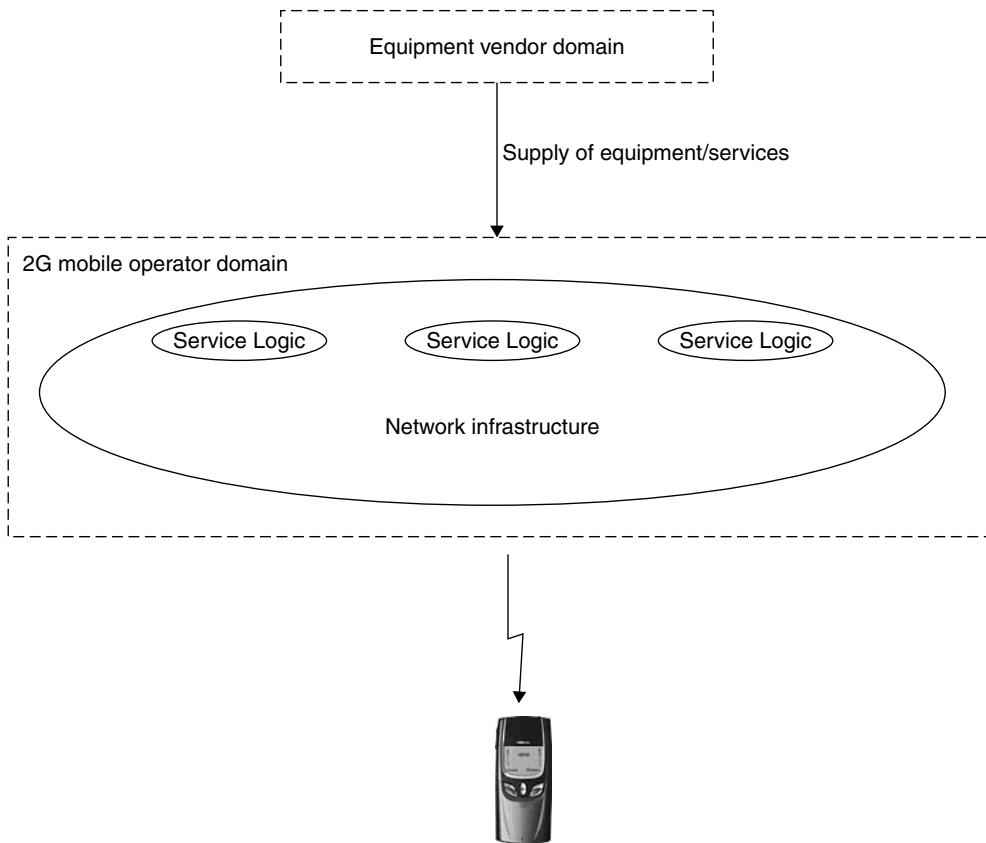 Equipment vendor domain
Supply of equipment/services
2G mobile operator domain
Service Logic
Service Logic
Service Logic
Network infrastructure